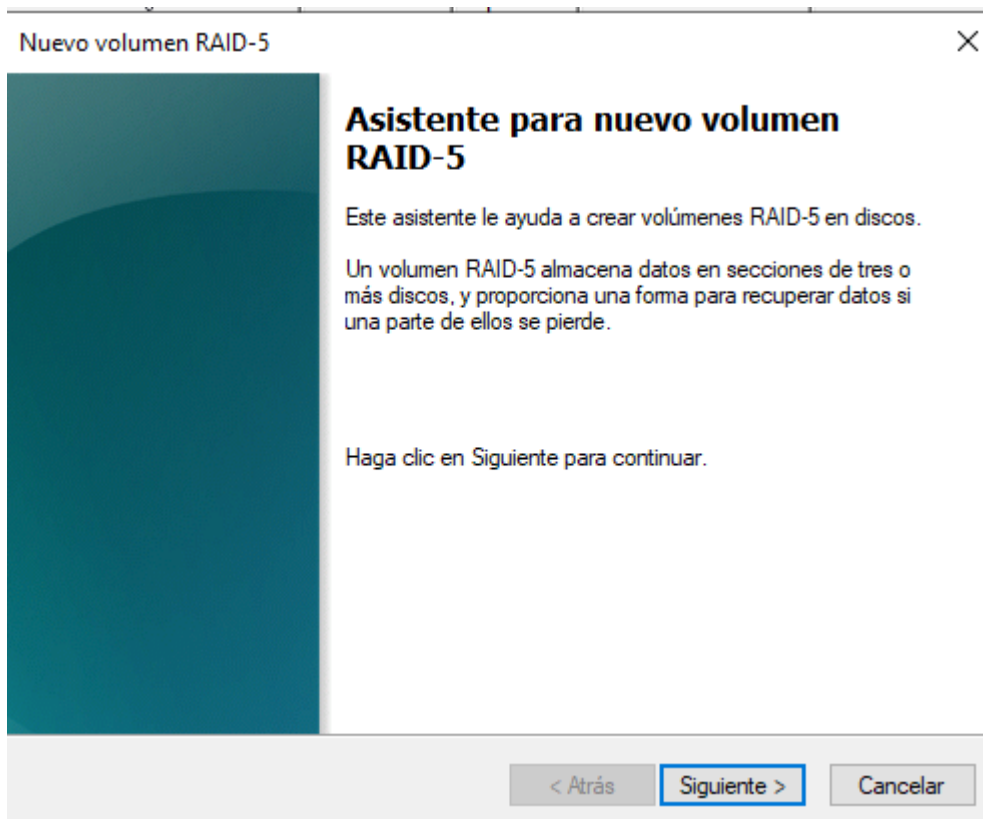 Nuevo volumen RAID-5
Asistente para nuevo volumen
RAID-5
Este asistente le ayuda a crear volúmenes RAID-5 en discos.
Un volumen RAID-5 almacena datos en secciones de tres o
más discos, y proporciona una forma para recuperar datos si
una parte de ellos se pierde.
Haga clic en Siguiente para continuar.
< Atrás Siguiente > Cancelar